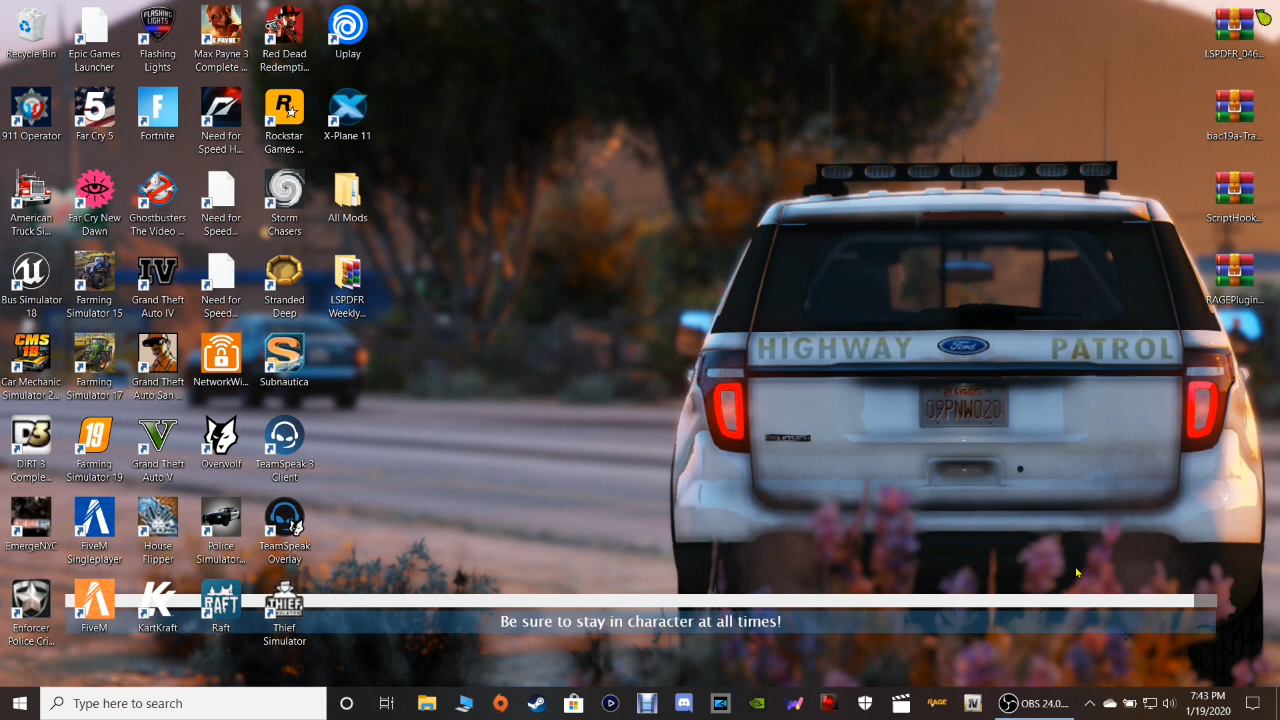 Recycle Bin
Epic Games Launcher
Flashing Lights
Max Payne 3 Complete ...
Red Dead Redempti...
Uplay
LSPDFR_046...
911 Operator
Far Cry 5
Fortnite
Need for Speed H...
Rockstar Games ...
X-Plane 11
bac19a-Tra...
American Truck Si...
Far Cry New Dawn
Ghostbusters The Video ...
Need for Speed...
Storm Chasers
All Mods
ScriptHook...
Bus Simulator 18
Farming Simulator 15
Grand Theft Auto IV
Need for Speed...
Stranded Deep
LSPDFR Weekly...
RAGEPlugin...
Car Mechanic Simulator 2...
Farming Simulator 17
Grand Theft Auto San ...
NetworkWi...
Subnautica
HIGHWAY Ford PATROL
09PNW020
DiRT 3 Comple...
Farming Simulator 19
Grand Theft Auto V
Overwolf
TeamSpeak 3 Client
EmergeNYC
FiveM Singleplayer
House Flipper
Police Simulator...
TeamSpeak Overlay
Enforcer Police Cri...
FiveM
KartKraft
Raft
Thief Simulator
Be sure to stay in character at all times!
Type here to search
RAGE
IV
OBS 24.0....
7:43 PM
1/19/2020